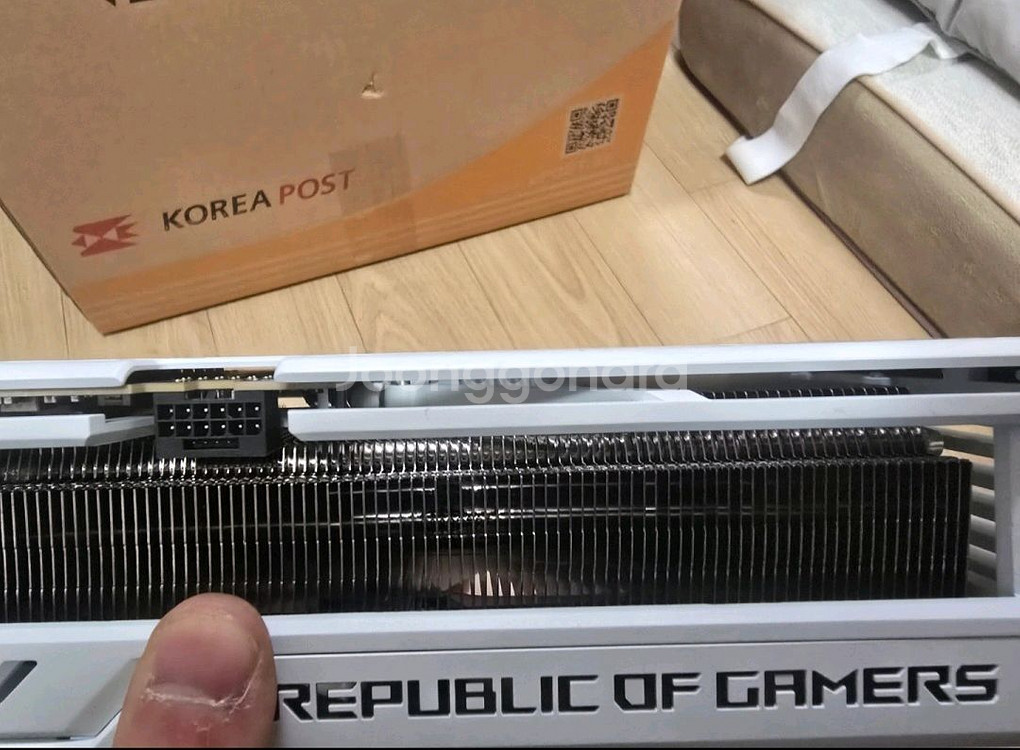 KOREA POST
Joonggonara
REPUBLIC OF GAMERS